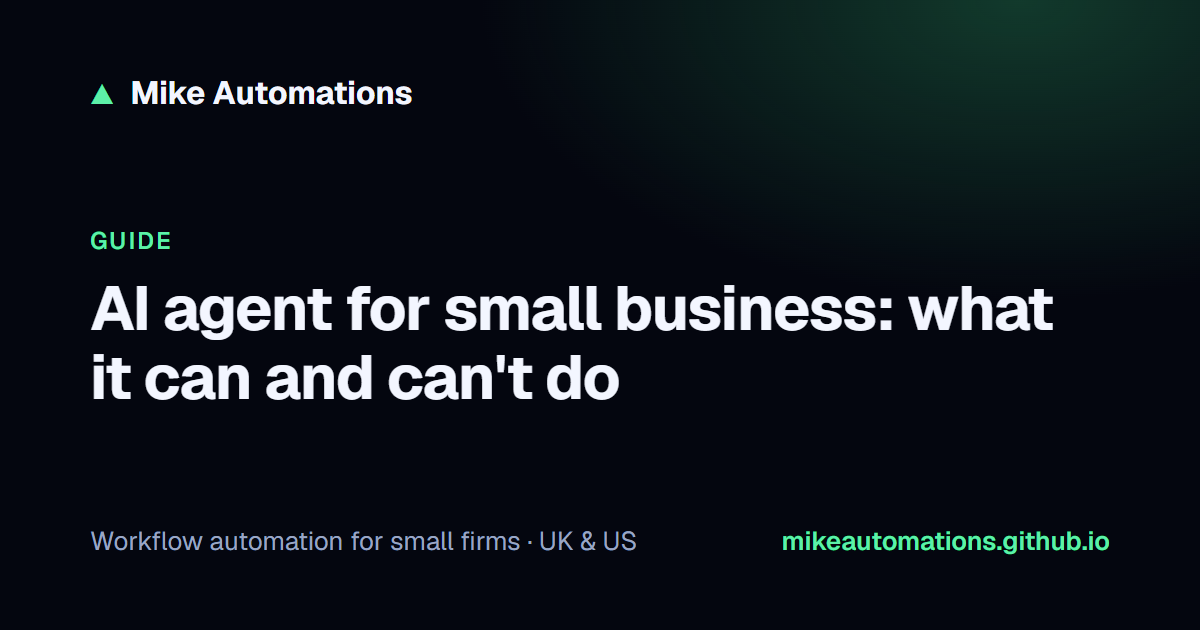 Mike Automations
GUIDE
AI agent for small business: what
it can and can't do
Workflow automation for small firms · UK & US
mikeautomations.github.io